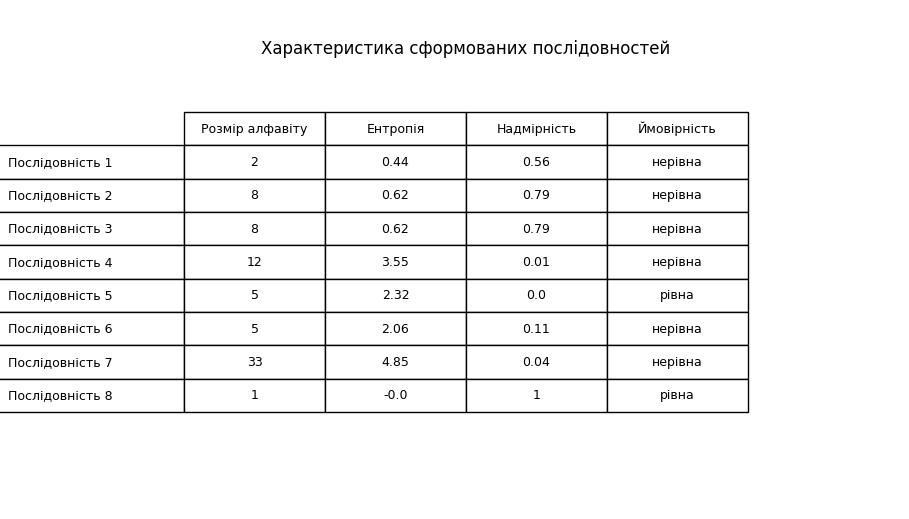 Характеристика сформованих послідовностей
Розмір алфавіту Ентропія Надмірність Ймовірність
Послідовність 1 2 0.44 0.56 нерівна
Послідовність 2 8 0.62 0.79 нерівна
Послідовність 3 8 0.62 0.79 нерівна
Послідовність 4 12 3.55 0.01 нерівна
Послідовність 5 5 2.32 0.0 рівна
Послідовність 6 5 2.06 0.11 нерівна
Послідовність 7 33 4.85 0.04 нерівна
Послідовність 8 1 -0.0 1 рівна